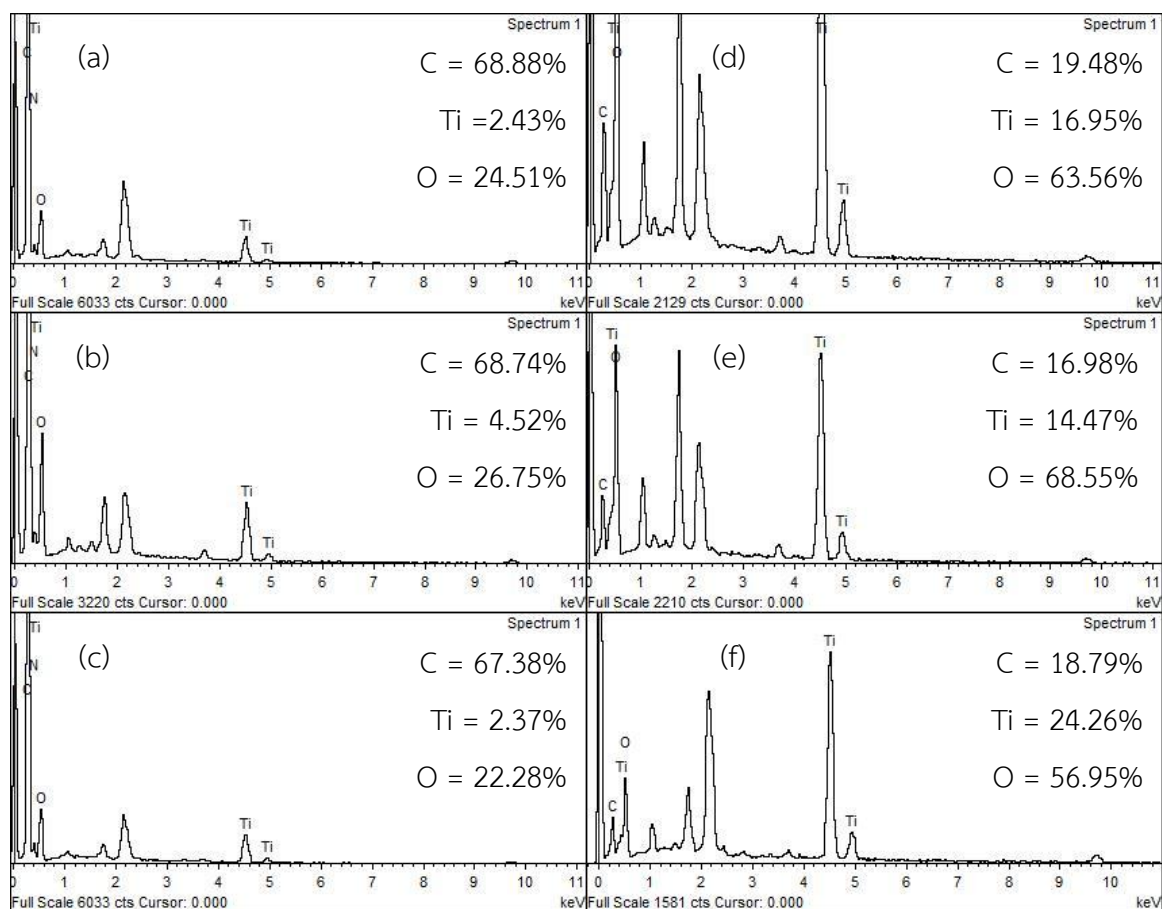 Spectrum 1
(a)
C = 68.88%
Ti =2.43%
O = 24.51%
Ti
C
N
O
Ti
Ti
0 1 2 3 4 5 6 7 8 9 10 11
Full Scale 6033 cts Cursor: 0.000 keV
Spectrum 1
(d)
C = 19.48%
Ti = 16.95%
O = 63.56%
Ti
O
C
Ti
Ti
0 1 2 3 4 5 6 7 8 9 10 11
Full Scale 2129 cts Cursor: 0.000 keV
Spectrum 1
(b)
C = 68.74%
Ti = 4.52%
O = 26.75%
Ti
N
C
O
Ti
Ti
0 1 2 3 4 5 6 7 8 9 10 11
Full Scale 3220 cts Cursor: 0.000 keV
Spectrum 1
(e)
C = 16.98%
Ti = 14.47%
O = 68.55%
Ti
O
C
Ti
Ti
0 1 2 3 4 5 6 7 8 9 10
Full Scale 2210 cts Cursor: 0.000 keV
Spectrum 1
(c)
C = 67.38%
Ti = 2.37%
O = 22.28%
Ti
N
C
O
Ti
Ti
0 1 2 3 4 5 6 7 8 9 10 11
Full Scale 6033 cts Cursor: 0.000 keV
Spectrum 1
(f)
C = 18.79%
Ti = 24.26%
O = 56.95%
O
Ti
C
Ti
Ti
0 1 2 3 4 5 6 7 8 9 10
Full Scale 1581 cts Cursor: 0.000 keV